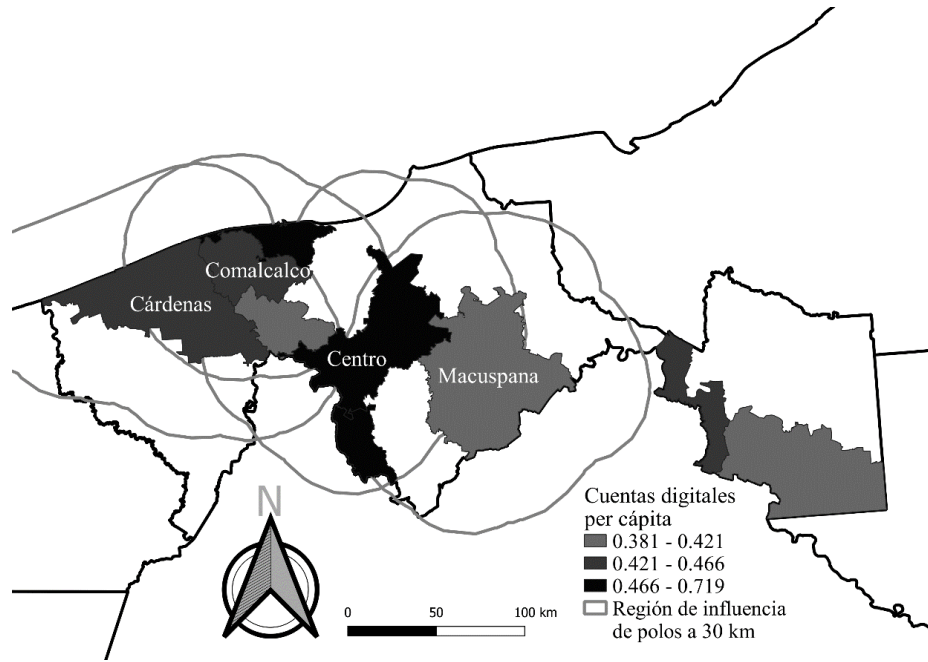 Comalcalco
Cárdenas
Centro
Macuspana
N
0 50 100 km
Cuentas digitales
per cápita
0.381 - 0.421
0.421 - 0.466
0.466 - 0.719
Región de influencia
de polos a 30 km